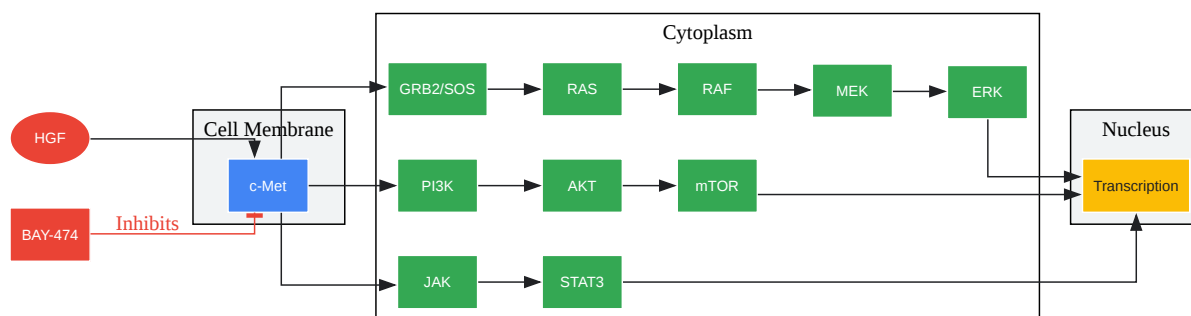 Cytoplasm
GRB2/SOS
RAS
RAF
MEK
ERK
Cell Membrane
Nucleus
HGF
c-Met
PI3K
AKT
mTOR
Transcription
BAY-474
Inhibits
JAK
STAT3